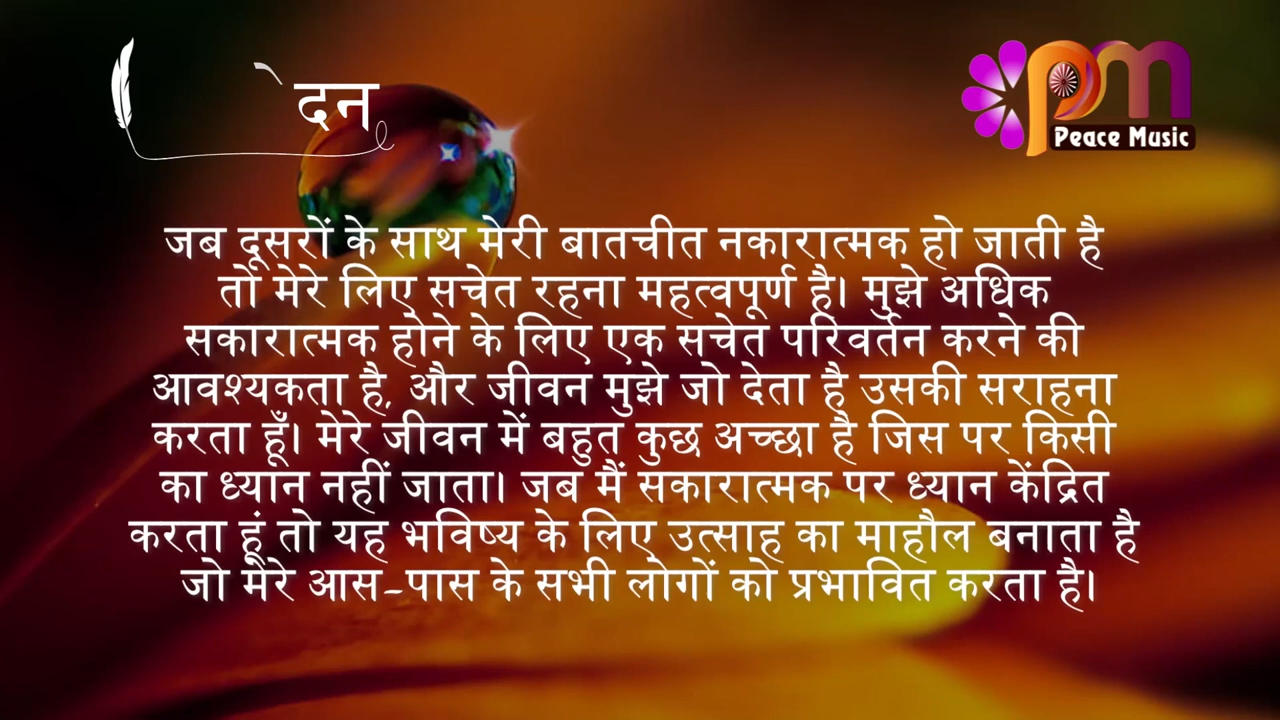 दन
Peace Music
जब दूसरों के साथ मेरी बातचीत नकारात्मक हो जाती है
तो मेरे लिए सचेत रहना महत्वपूर्ण है। मुझे अधिक
सकारात्मक होने के लिए एक सचेत परिवर्तन करने की
आवश्यकता है, और जीवन मुझे जो देता है उसकी सराहना
करता हूँ। मेरे जीवन में बहुत कुछ अच्छा है जिस पर किसी
का ध्यान नहीं जाता। जब मैं सकारात्मक पर ध्यान केंद्रित
करता हूं तो यह भविष्य के लिए उत्साह का माहौल बनाता है
जो मेरे आस-पास के सभी लोगों को प्रभावित करता है।